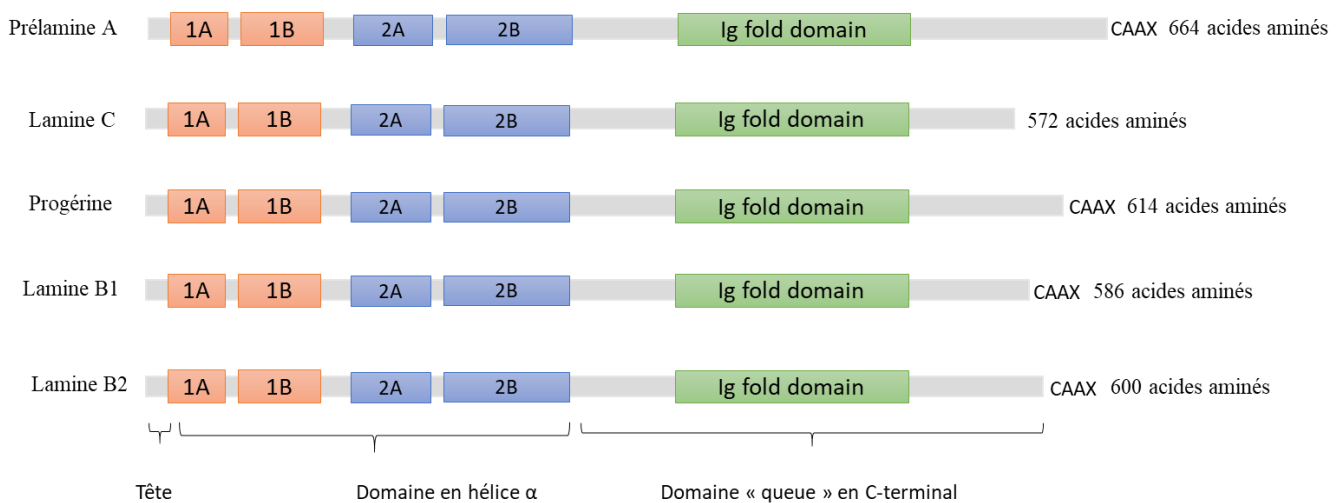 Prélamine A 1A 1B 2A 2B Ig fold domain CAAX 664 acides aminés
Lamine C 1A 1B 2A 2B Ig fold domain 572 acides aminés
Progérine 1A 1B 2A 2B Ig fold domain CAAX 614 acides aminés
Lamine B1 1A 1B 2A 2B Ig fold domain CAAX 586 acides aminés
Lamine B2 1A 1B 2A 2B Ig fold domain CAAX 600 acides aminés
Tête Domaine en hélice α Domaine « queue » en C-terminal